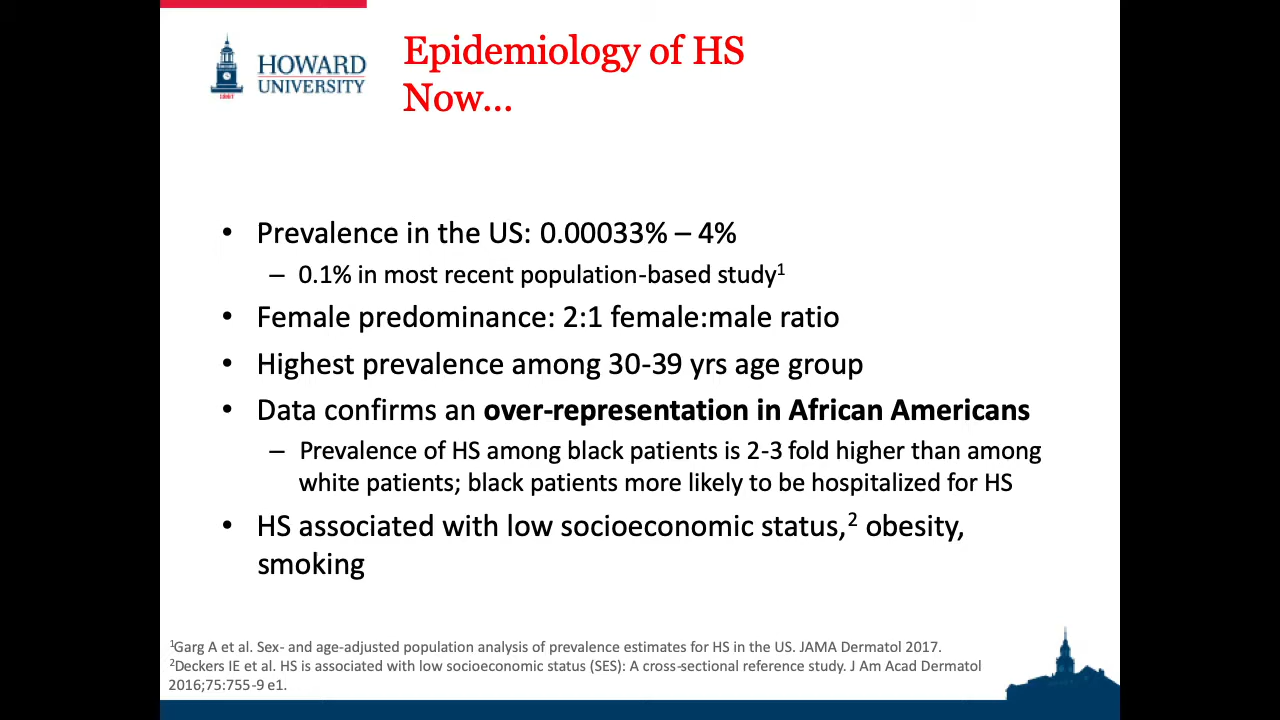 HOWARD
UNIVERSITY
Epidemiology of HS
Now...
• Prevalence in the US: 0.00033% – 4%
– 0.1% in most recent population-based study¹
• Female predominance: 2:1 female:male ratio
• Highest prevalence among 30-39 yrs age group
• Data confirms an over-representation in African Americans
– Prevalence of HS among black patients is 2-3 fold higher than among
white patients; black patients more likely to be hospitalized for HS
• HS associated with low socioeconomic status,² obesity,
smoking
¹Garg A et al. Sex- and age-adjusted population analysis of prevalence estimates for HS in the US. JAMA Dermatol 2017.
²Deckers IE et al. HS is associated with low socioeconomic status (SES): A cross-sectional reference study. J Am Acad Dermatol
2016;75:755-9 e1.